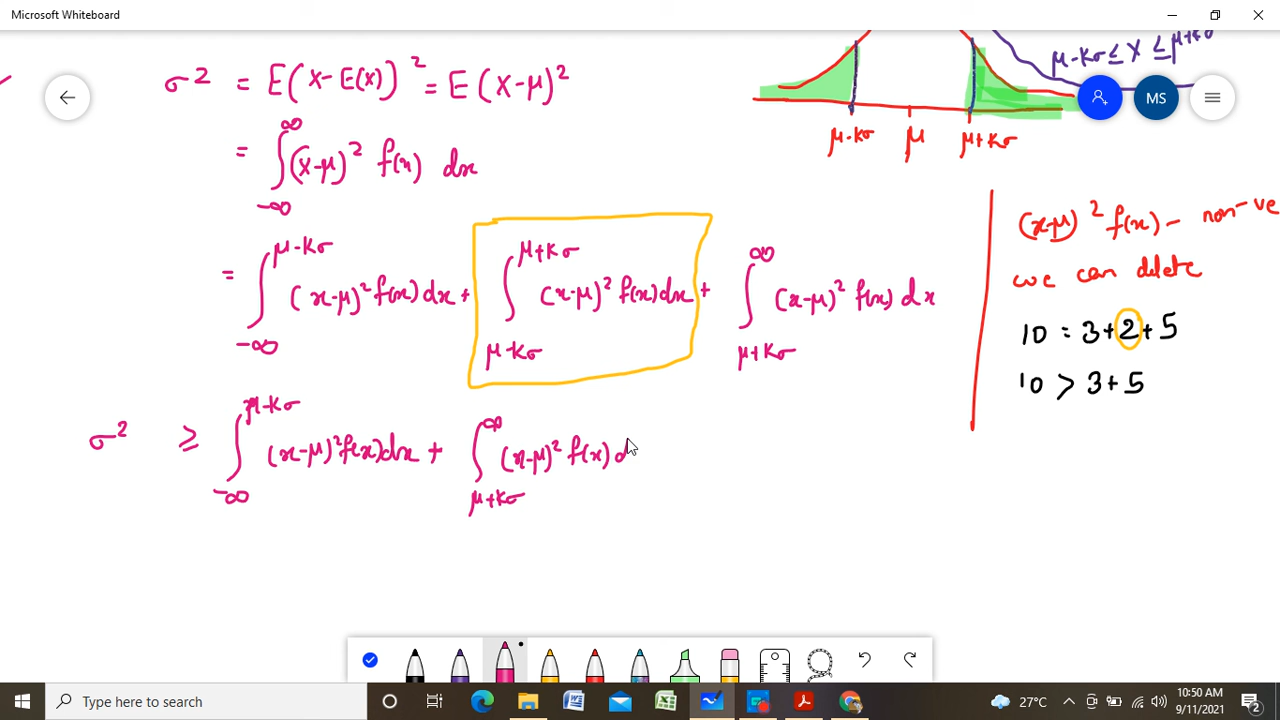 Microsoft Whiteboard
σ² = E(X-E(X))² = E(X-μ)²
μ-kσ ≤ X ≤ μ+kσ
MS
μ-kσ μ μ+kσ
= ∫_{-∞}^{∞} (x-μ)² f(x) dx
= ∫_{-∞}^{μ-kσ} (x-μ)² f(x) dx + ∫_{μ-kσ}^{μ+kσ} (x-μ)² f(x) dx + ∫_{μ+kσ}^{∞} (x-μ)² f(x) dx
(x-μ)² f(x) - non-ve
we can delete
10 = 3+2+5
10 > 3+5
σ² ≥ ∫_{-∞}^{μ-kσ} (x-μ)² f(x) dx + ∫_{μ+kσ}^{∞} (x-μ)² f(x) d
Type here to search
27°C
10:50 AM
9/11/2021
2